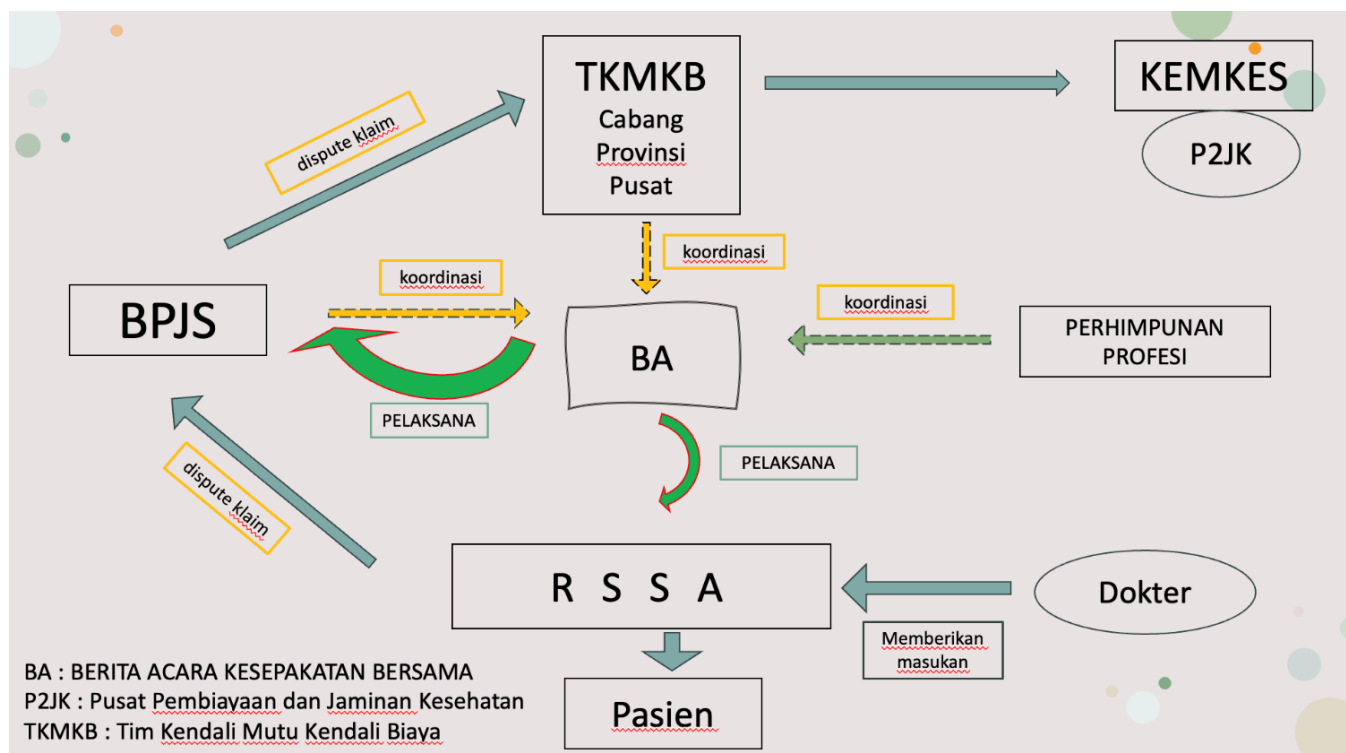 TKMKB
Cabang
Provinsi
Pusat
KEMKES
P2JK
dispute klaim
koordinasi
koordinasi
koordinasi
BPJS
BA
PERHIMPUNAN
PROFESI
PELAKSANA
PELAKSANA
dispute klaim
R S S A
Dokter
Memberikan
masukan
Pasien
BA : BERITA ACARA KESEPAKATAN BERSAMA
P2JK : Pusat Pembiayaan dan Jaminan Kesehatan
TKMKB : Tim Kendali Mutu Kendali Biaya